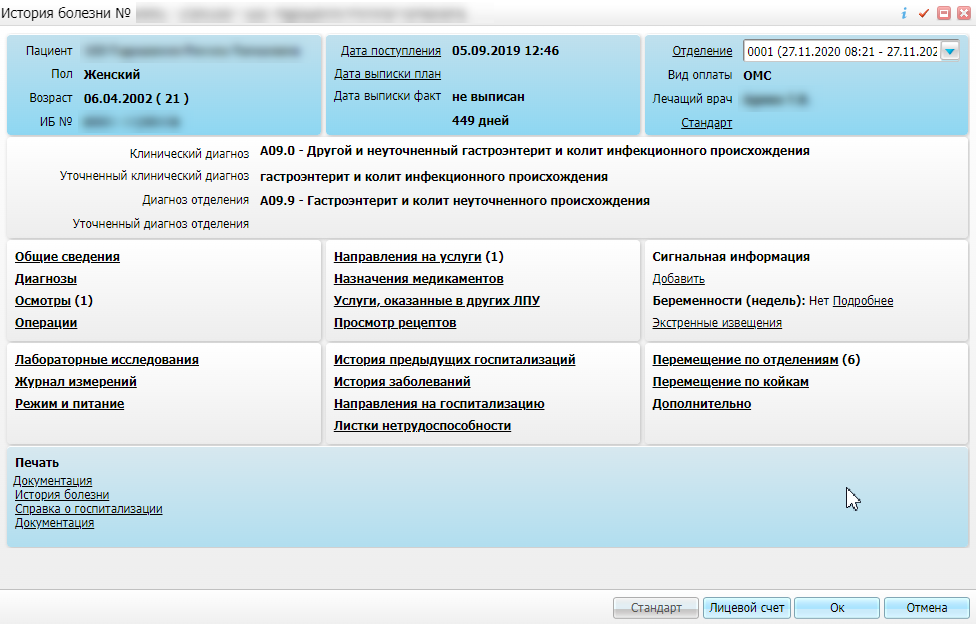 История болезни №
Пациент
Пол Женский
Возраст 06.04.2002 ( 21 )
ИБ №
Дата поступления 05.09.2019 12:46
Дата выписки план
Дата выписки факт не выписан
449 дней
Отделение 0001 (27.11.2020 08:21 - 27.11.202
Вид оплаты ОМС
Лечащий врач
Стандарт
Клинический диагноз A09.0 - Другой и неуточненный гастроэнтерит и колит инфекционного происхождения
Уточненный клинический диагноз гастроэнтерит и колит инфекционного происхождения
Диагноз отделения A09.9 - Гастроэнтерит и колит неуточненного происхождения
Уточненный диагноз отделения
Общие сведения
Диагнозы
Осмотры (1)
Операции
Направления на услуги (1)
Назначения медикаментов
Услуги, оказанные в других ЛПУ
Просмотр рецептов
Сигнальная информация
Добавить
Беременности (недель): Нет Подробнее
Экстренные извещения
Лабораторные исследования
Журнал измерений
Режим и питание
История предыдущих госпитализаций
История заболеваний
Направления на госпитализацию
Листки нетрудоспособности
Перемещение по отделениям (6)
Перемещение по койкам
Дополнительно
Печать
Документация
История болезни
Справка о госпитализации
Документация
Стандарт Лицевой счет Ок Отмена